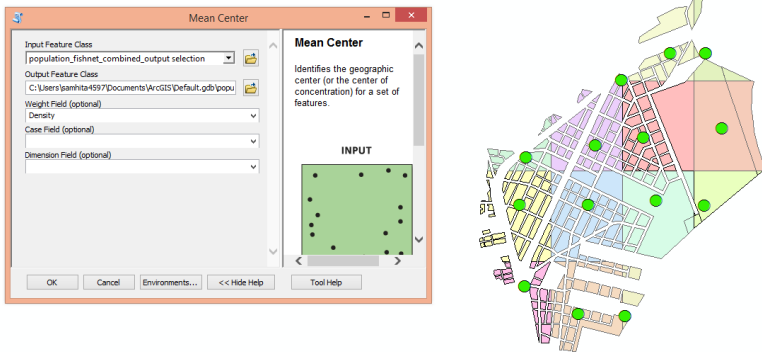 Mean Center
Input Feature Class
population_fishnet_combined_output selection
Output Feature Class
C:\Users\samhita4597\Documents\ArcGIS\Default.gdb\popu
Weight Field (optional)
Density
Case Field (optional)
Dimension Field (optional)
OK
Cancel
Environments...
<< Hide Help
Mean Center
Identifies the geographic
center (or the center of
concentration) for a set of
features.
INPUT
Tool Help